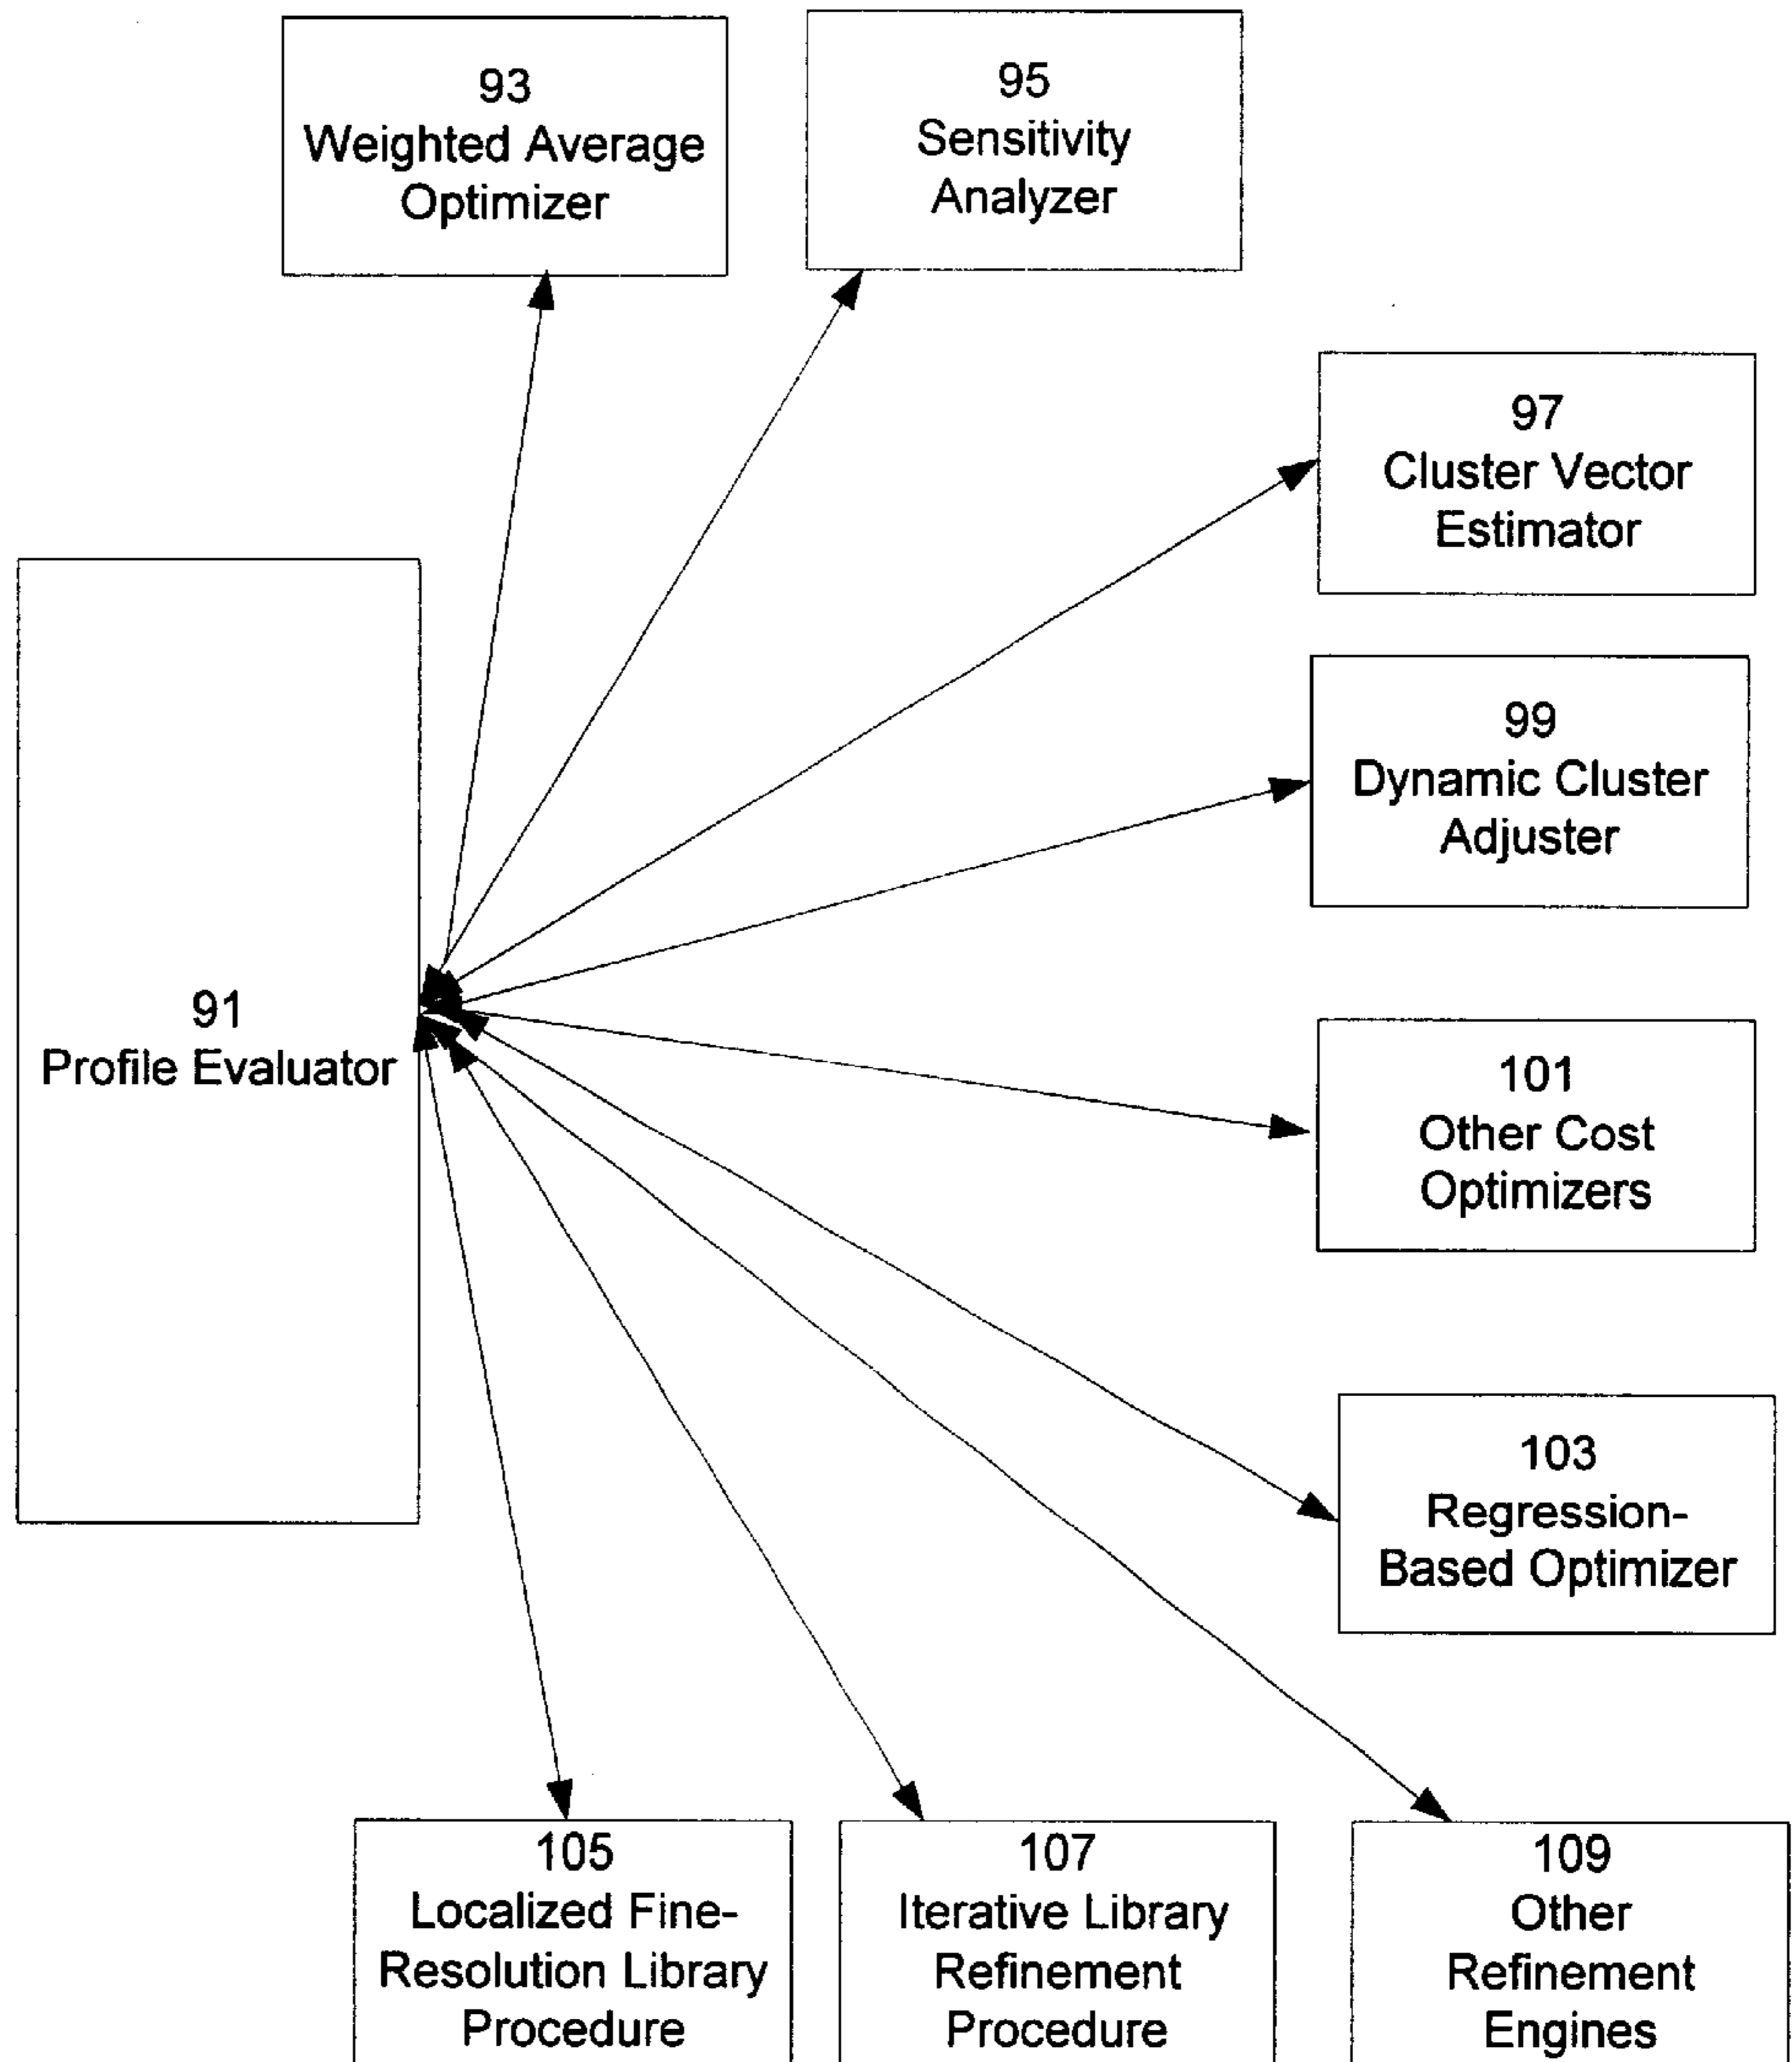 93
Weighted Average
Optimizer
95
Sensitivity
Analyzer
97
Cluster Vector
Estimator
99
Dynamic Cluster
Adjuster
91
Profile Evaluator
101
Other Cost
Optimizers
103
Regression-
Based Optimizer
105
Localized Fine-
Resolution Library
Procedure
107
Iterative Library
Refinement
Procedure
109
Other
Refinement
Engines